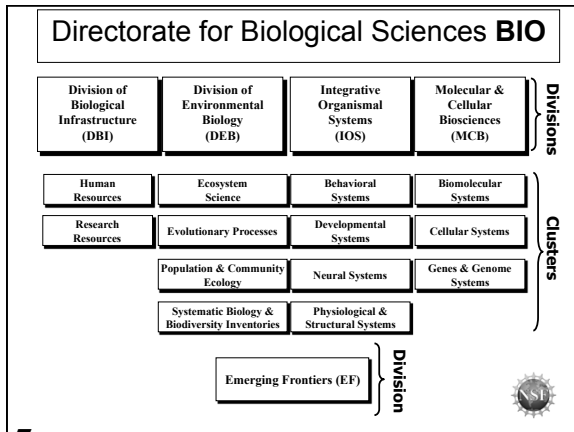 Directorate for Biological Sciences BIO
Division of
Biological
Infrastructure
(DBI)
Division of
Environmental
Biology
(DEB)
Integrative
Organismal
Systems
(IOS)
Molecular &
Cellular
Biosciences
(MCB)
Divisions
Human
Resources
Ecosystem
Science
Behavioral
Systems
Biomolecular
Systems
Research
Resources
Evolutionary Processes
Developmental
Systems
Cellular Systems
Population & Community
Ecology
Neural Systems
Genes & Genome
Systems
Systematic Biology &
Biodiversity Inventories
Physiological &
Structural Systems
Clusters
Emerging Frontiers (EF)
Division
NSF